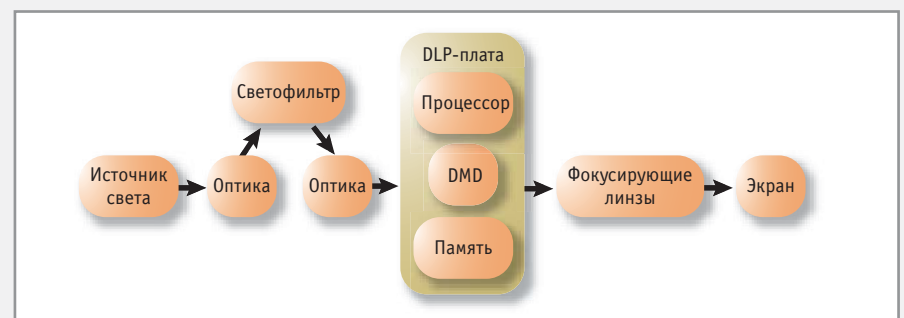 DLP-плата
Светофильтр
Процессор
Источник
света
Оптика
Оптика
DMD
Фокусирующие
линзы
Экран
Память